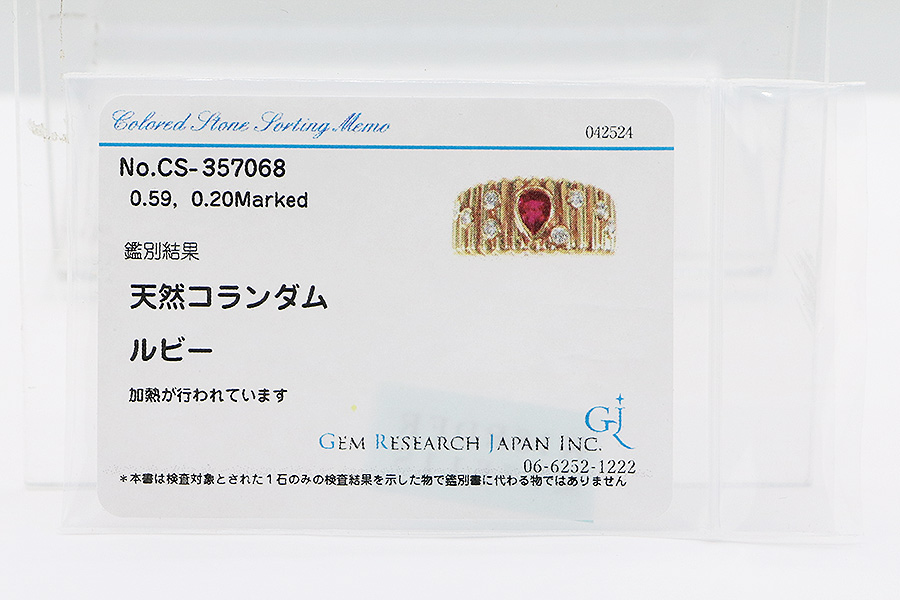 Colored Stone Sorting Memo
042524
No.CS-357068
0.59, 0.20Marked
鑑別結果
天然コランダム
ルビー
加熱が行われています
GJR
GEM RESEARCH JAPAN INC.
06-6252-1222
*本書は検査対象とされた1石のみの検査結果を示した物で鑑別書に代わる物ではありません